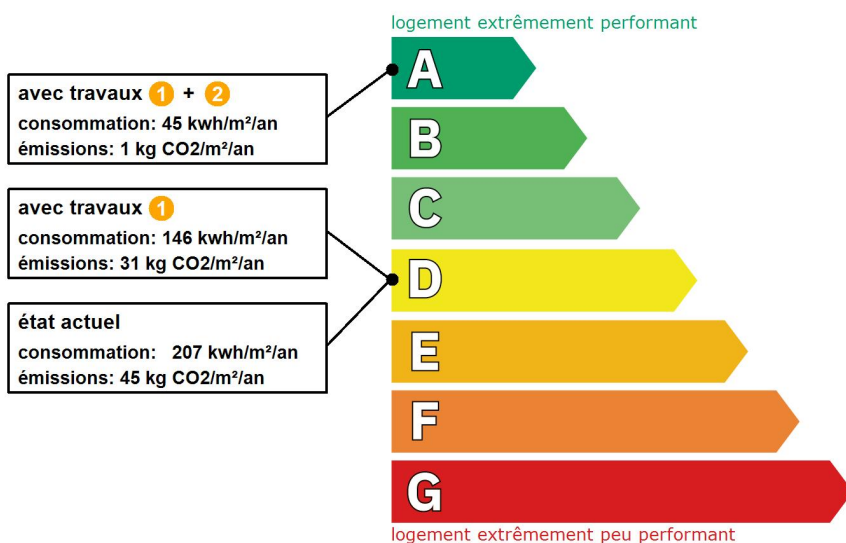 logement extrêmement performant
A
avec travaux 1 + 2
consommation: 45 kwh/m²/an
émissions: 1 kg CO2/m²/an
B
avec travaux 1
consommation: 146 kwh/m²/an
émissions: 31 kg CO2/m²/an
C
D
état actuel
consommation: 207 kwh/m²/an
émissions: 45 kg CO2/m²/an
E
F
G
logement extrêmement peu performant